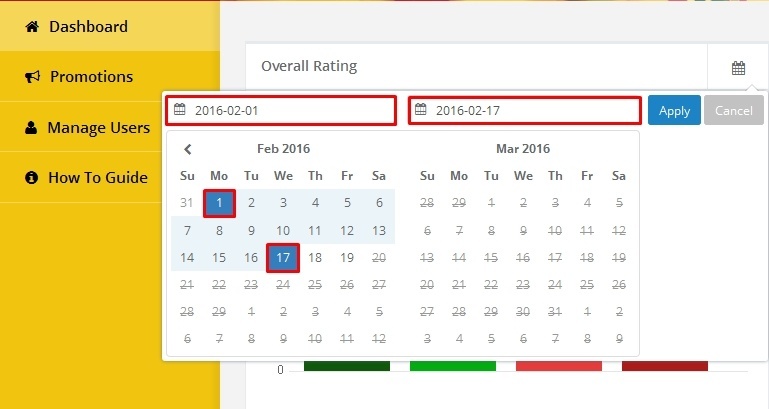 Dashboard
Promotions
Manage Users
How To Guide
Overall Rating
2016-02-01 2016-02-17 Apply Cancel
Feb 2016 Mar 2016
Su Mo Tu We Th Fr Sa Su Mo Tu We Th Fr Sa
31 1 2 3 4 5 6 28 29 1 2 3 4 5
7 8 9 10 11 12 13 6 7 8 9 10 11 12
14 15 16 17 18 19 20 13 14 15 16 17 18 19
21 22 23 24 25 26 27 20 21 22 23 24 25 26
28 29 1 2 3 4 5 27 28 29 30 31 1 2
6 7 8 9 10 11 12 3 4 5 6 7 8 9
0